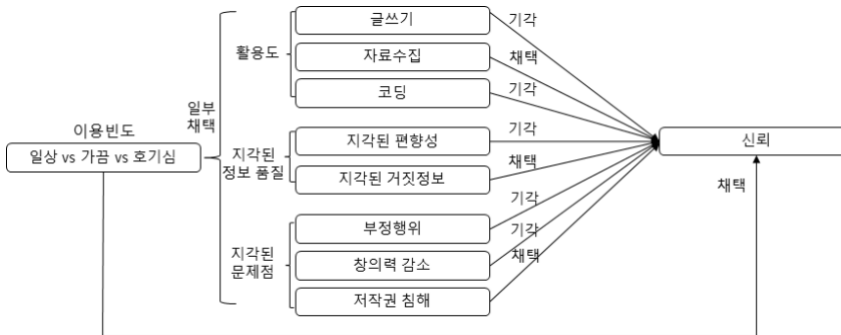 글쓰기
기각
활용도
자료수집
채택
코딩
기각
일부
채택
이용빈도
일상 vs 가끔 vs 호기심
지각된 편향성
기각
신뢰
지각된
정보 품질
지각된 거짓정보
채택
채택
부정행위
기각
기각
지각된
문제점
창의력 감소
채택
저작권 침해